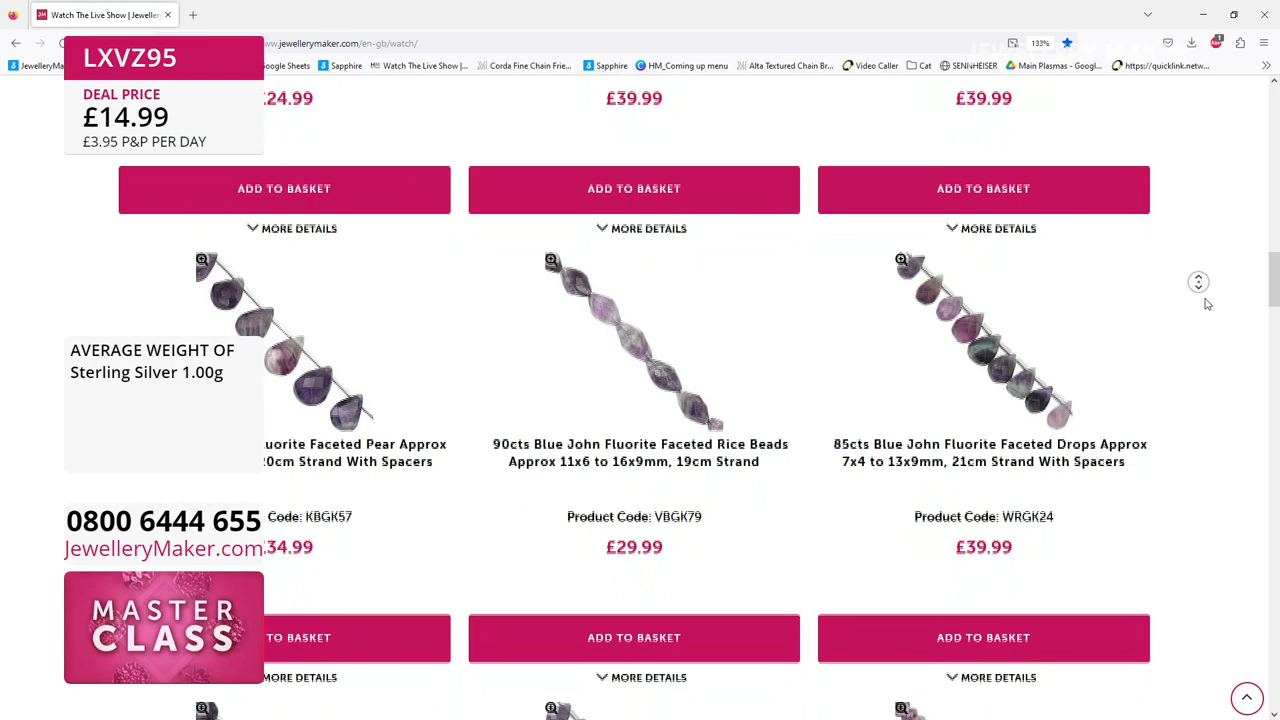 Watch The Live Show | Jeweller
LXVZ95
DEAL PRICE
£14.99
£3.95 P&P PER DAY
ww.jewellerymaker.com/en-gb/watch/
133%
1
JewelleryM
Google Sheets
Sapphire
Watch The Live Show |...
Corda Fine Chain Frie...
Sapphire
HM_Coming up menu
Alta Textured Chain Br...
Video Caller
Cat
SENNHEISER
Main Plasmas - Googl...
https://quicklink.netw...
£24.99
£39.99
£39.99
ADD TO BASKET
ADD TO BASKET
ADD TO BASKET
MORE DETAILS
MORE DETAILS
MORE DETAILS
AVERAGE WEIGHT OF
Sterling Silver 1.00g
uorite Faceted Pear Approx
20cm Strand With Spacers
90cts Blue John Fluorite Faceted Rice Beads
Approx 11x6 to 16x9mm, 19cm Strand
85cts Blue John Fluorite Faceted Drops Approx
7x4 to 13x9mm, 21cm Strand With Spacers
0800 6444 655
JewelleryMaker.com
Code: KBGK57
Product Code: VBGK79
Product Code: WRGK24
£34.99
£29.99
£39.99
MASTER
CLASS
TO BASKET
ADD TO BASKET
ADD TO BASKET
MORE DETAILS
MORE DETAILS
MORE DETAILS